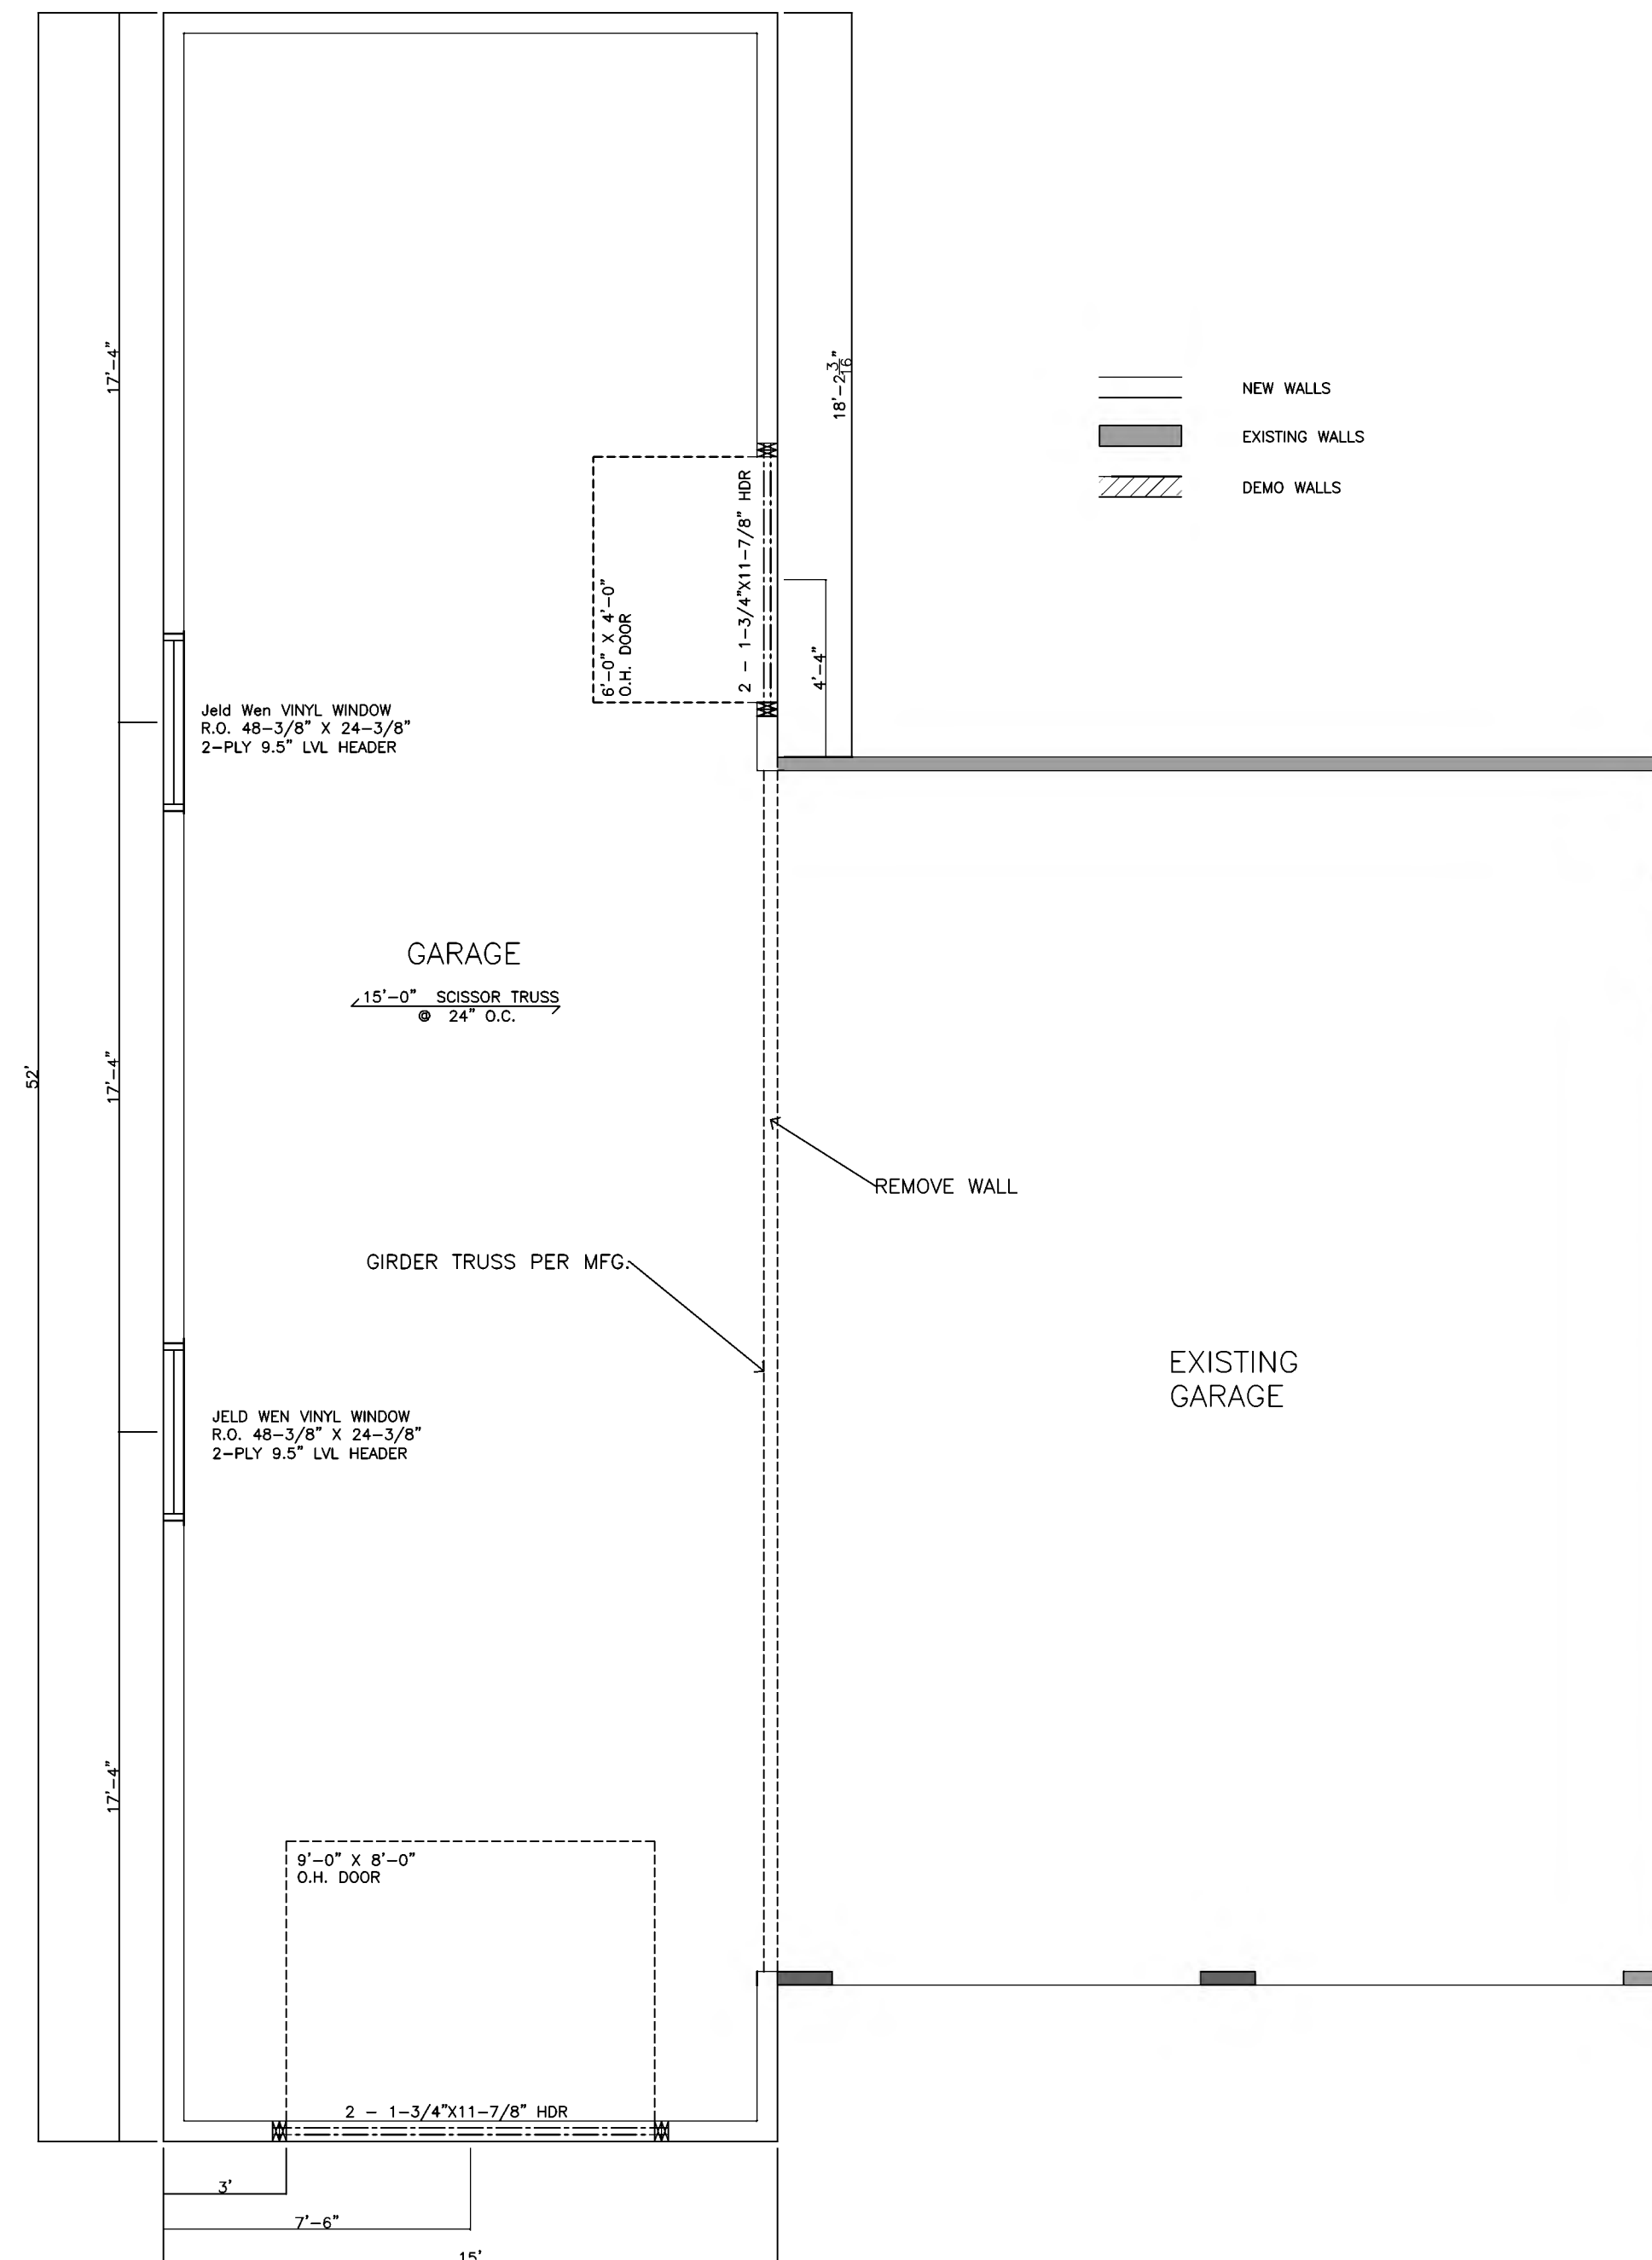 17'-4"
18'-2 3/16"
NEW WALLS
EXISTING WALLS
DEMO WALLS
2 - 1-3/4"X11-7/8" HDR
6'-0" X 4'-0"
O.H. DOOR
4'-4"
Jeld Wen VINYL WINDOW
R.O. 48-3/8" X 24-3/8"
2-PLY 9.5" LVL HEADER
GARAGE
15'-0" SCISSOR TRUSS
@ 24" O.C.
52'
17'-4"
REMOVE WALL
GIRDER TRUSS PER MFG.
EXISTING
GARAGE
JELD WEN VINYL WINDOW
R.O. 48-3/8" X 24-3/8"
2-PLY 9.5" LVL HEADER
17'-4"
9'-0" X 8'-0"
O.H. DOOR
2 - 1-3/4"X11-7/8" HDR
3'
7'-6"
15'